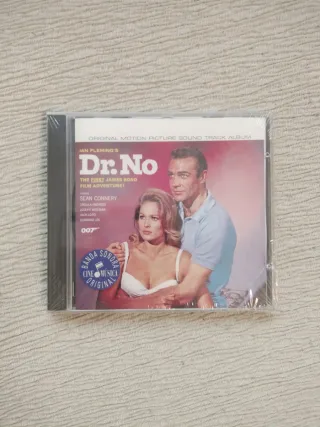 ORIGINAL MOTION PICTURE SOUND TRACK ALBUM
IAN FLEMING'S
Dr. No
THE FIRST JAMES BOND
FILM ADVENTURE!
SEAN CONNERY
007
BANDA SONORA
CINE MÚSICA
ORIGINAL